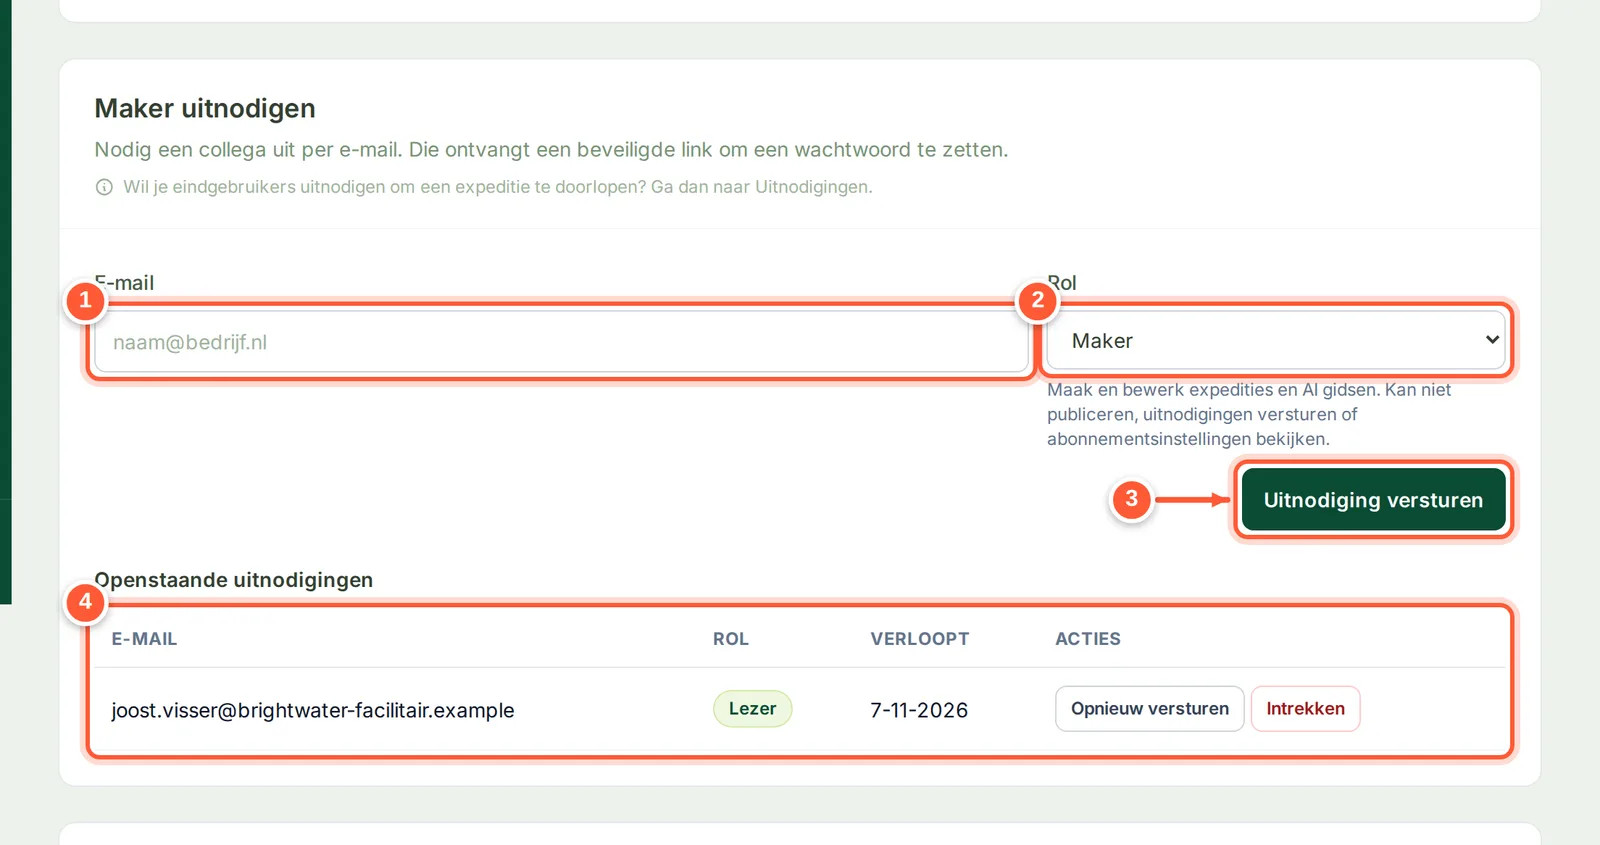 Maker uitnodigen
Nodig een collega uit per e-mail. Die ontvangt een beveiligde link om een wachtwoord te zetten.
Wil je eindgebruikers uitnodigen om een expeditie te doorlopen? Ga dan naar Uitnodigingen.
E-mail
Rol
1
2
naam@bedrijf.nl
Maker
Maak en bewerk expedities en AI gidsen. Kan niet
publiceren, uitnodigingen versturen of
abonnementsinstellingen bekijken.
3
Uitnodiging versturen
Openstaande uitnodigingen
4
E-MAIL ROL VERLOOPT ACTIES
joost.visser@brightwater-facilitair.example Lezer 7-11-2026 Opnieuw versturen Intrekken